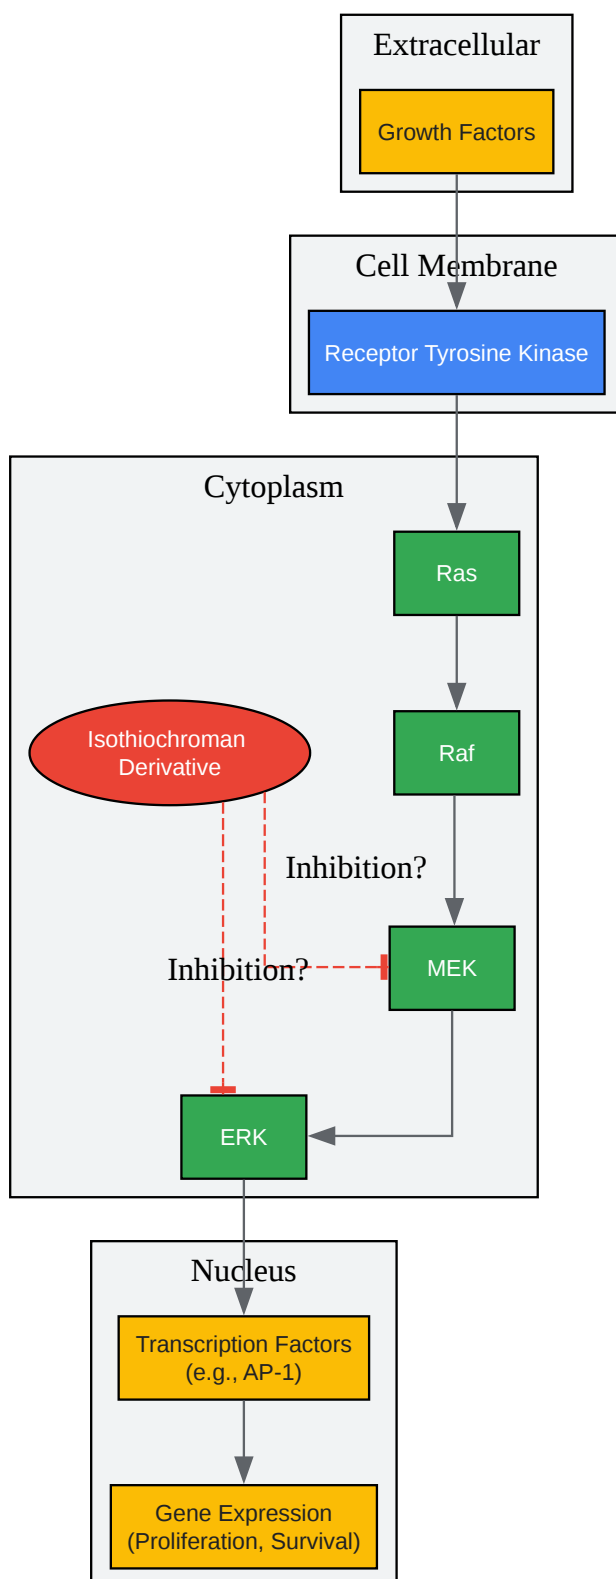 Extracellular
Growth Factors
Cell Membrane
Receptor Tyrosine Kinase
Cytoplasm
Ras
Isothiochroman
Derivative
Raf
Inhibition?
Inhibition?
MEK
ERK
Nucleus
Transcription Factors
(e.g., AP-1)
Gene Expression
(Proliferation, Survival)